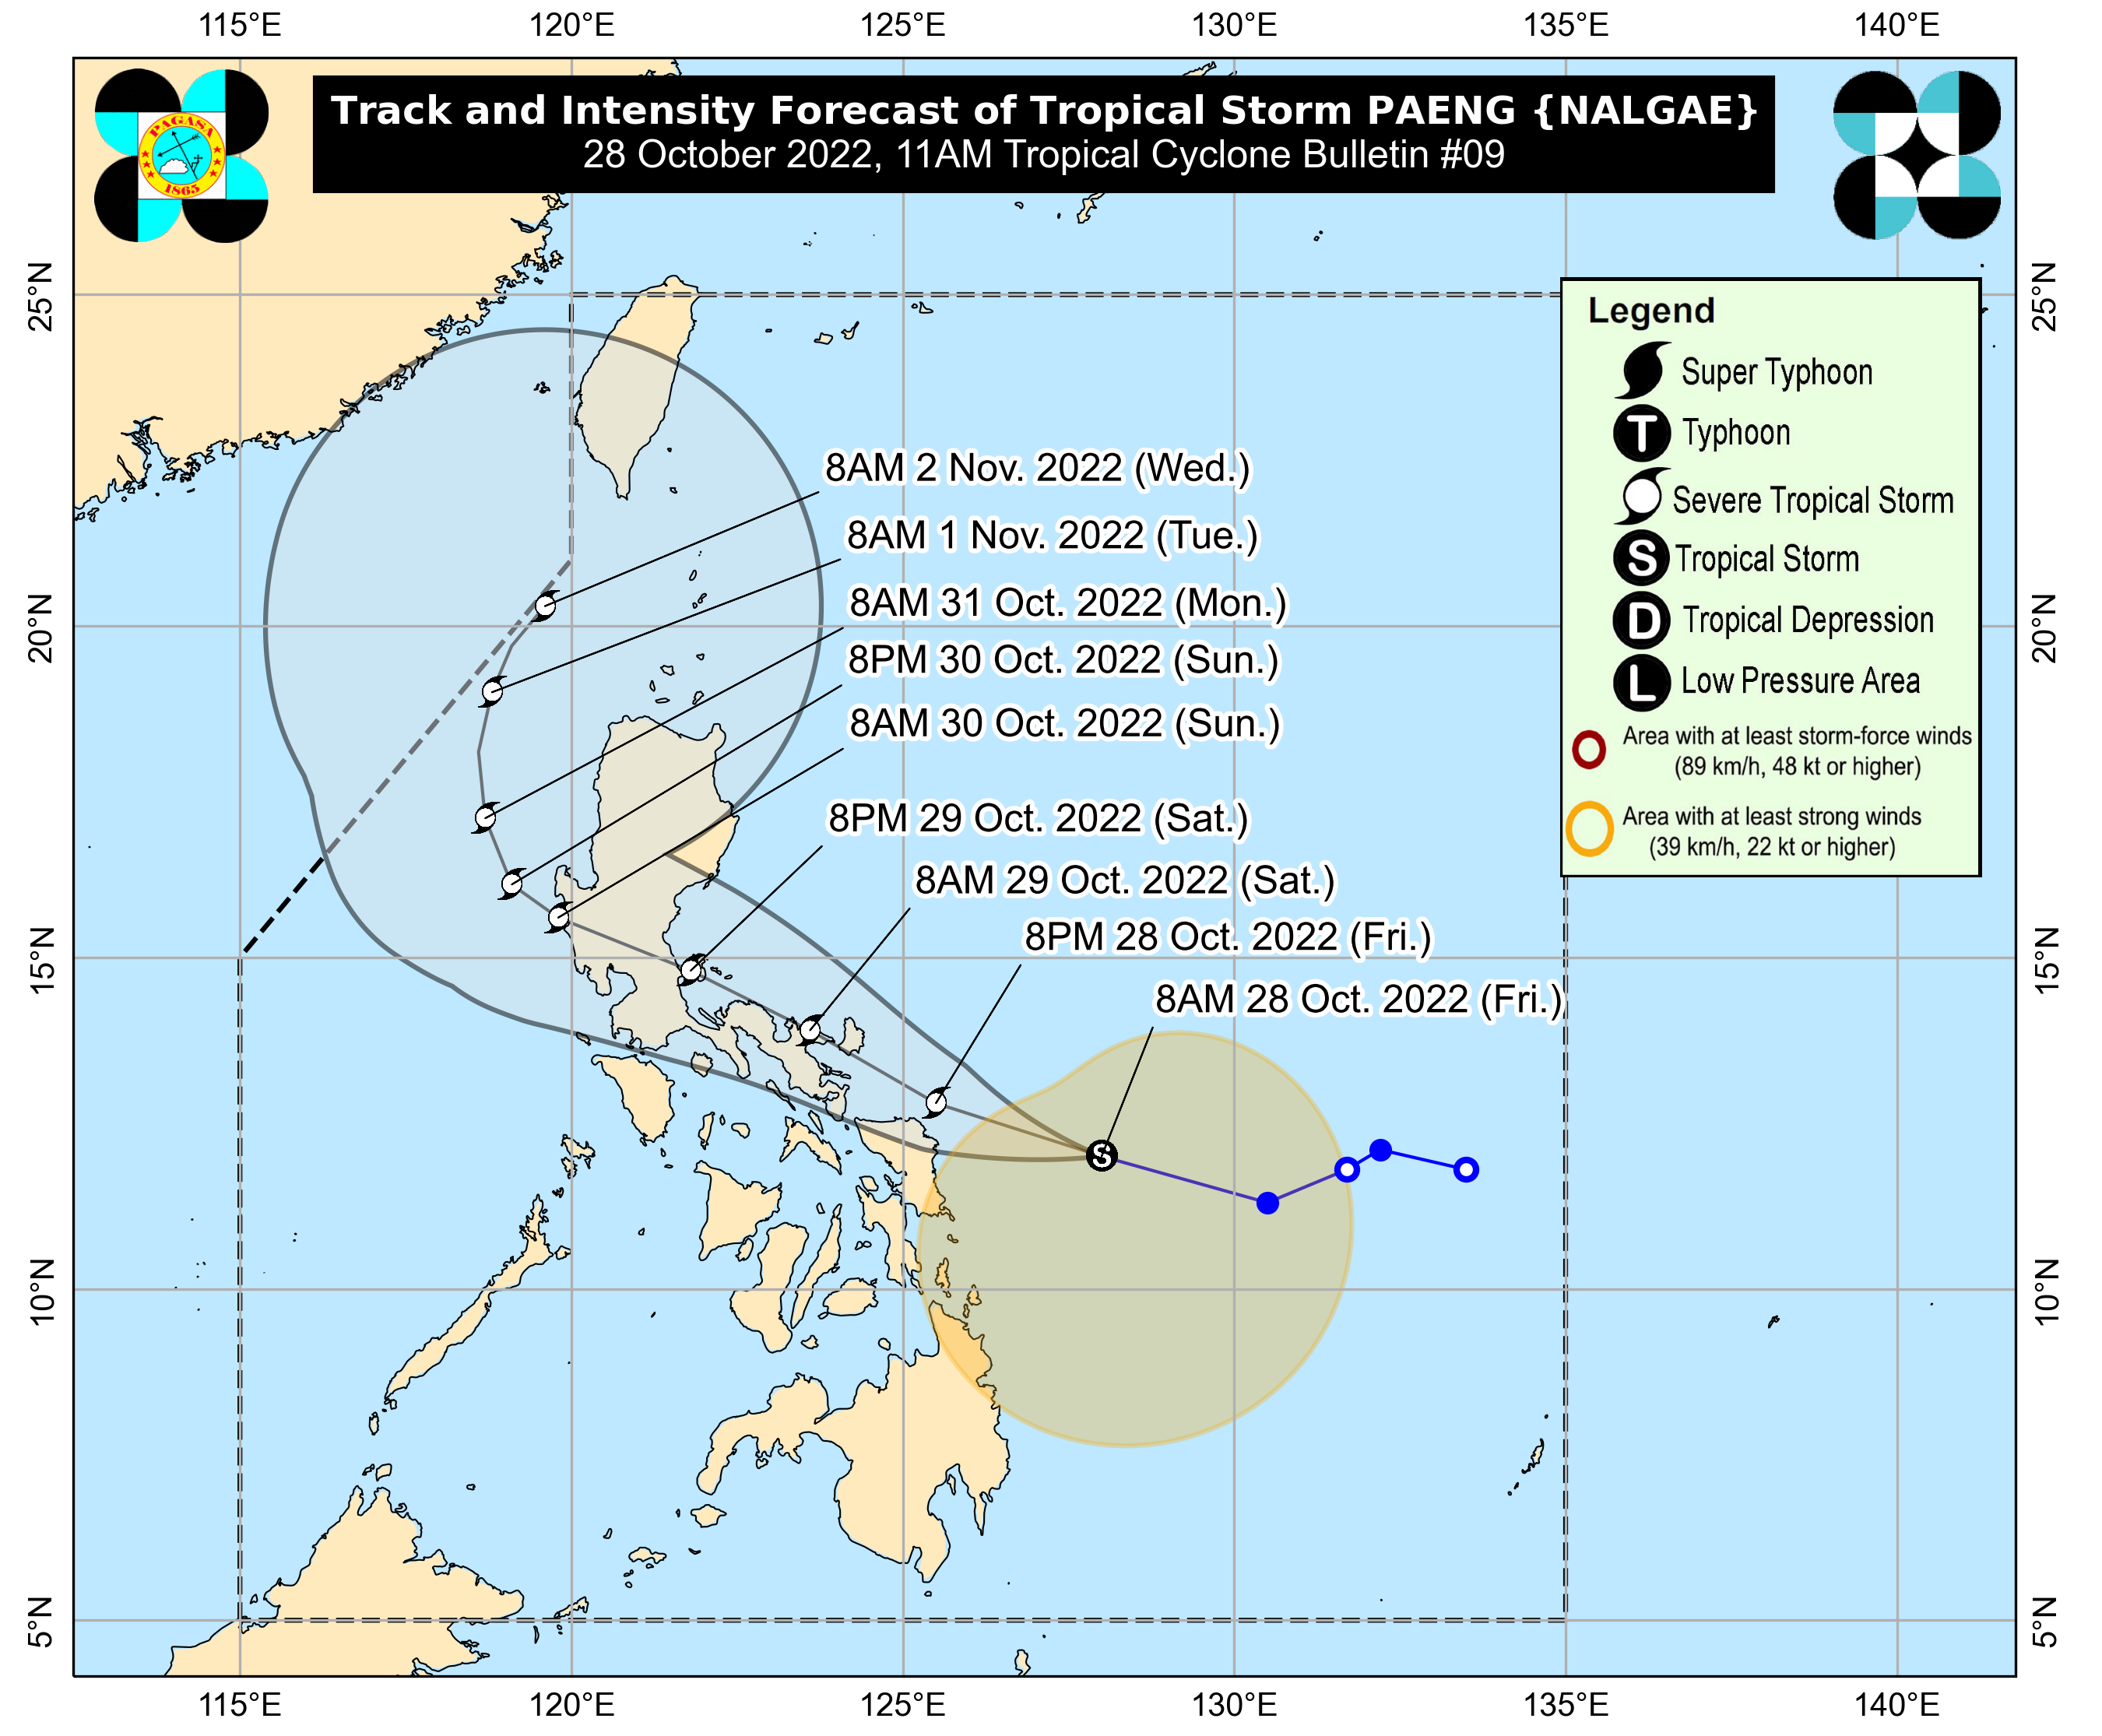 115°E 120°E 125°E 130°E 135°E 140°E
Track and Intensity Forecast of Tropical Storm PAENG {NALGAE}
28 October 2022, 11AM Tropical Cyclone Bulletin #09
PAGASA
1865
25°N
20°N
15°N
10°N
5°N
25°N
20°N
15°N
10°N
5°N
Legend
Super Typhoon
T Typhoon
Severe Tropical Storm
S Tropical Storm
D Tropical Depression
L Low Pressure Area
Area with at least storm-force winds
(89 km/h, 48 kt or higher)
Area with at least strong winds
(39 km/h, 22 kt or higher)
8AM 2 Nov. 2022 (Wed.)
8AM 1 Nov. 2022 (Tue.)
8AM 31 Oct. 2022 (Mon.)
8PM 30 Oct. 2022 (Sun.)
8AM 30 Oct. 2022 (Sun.)
8PM 29 Oct. 2022 (Sat.)
8AM 29 Oct. 2022 (Sat.)
8PM 28 Oct. 2022 (Fri.)
8AM 28 Oct. 2022 (Fri.)
S
115°E 120°E 125°E 130°E 135°E 140°E